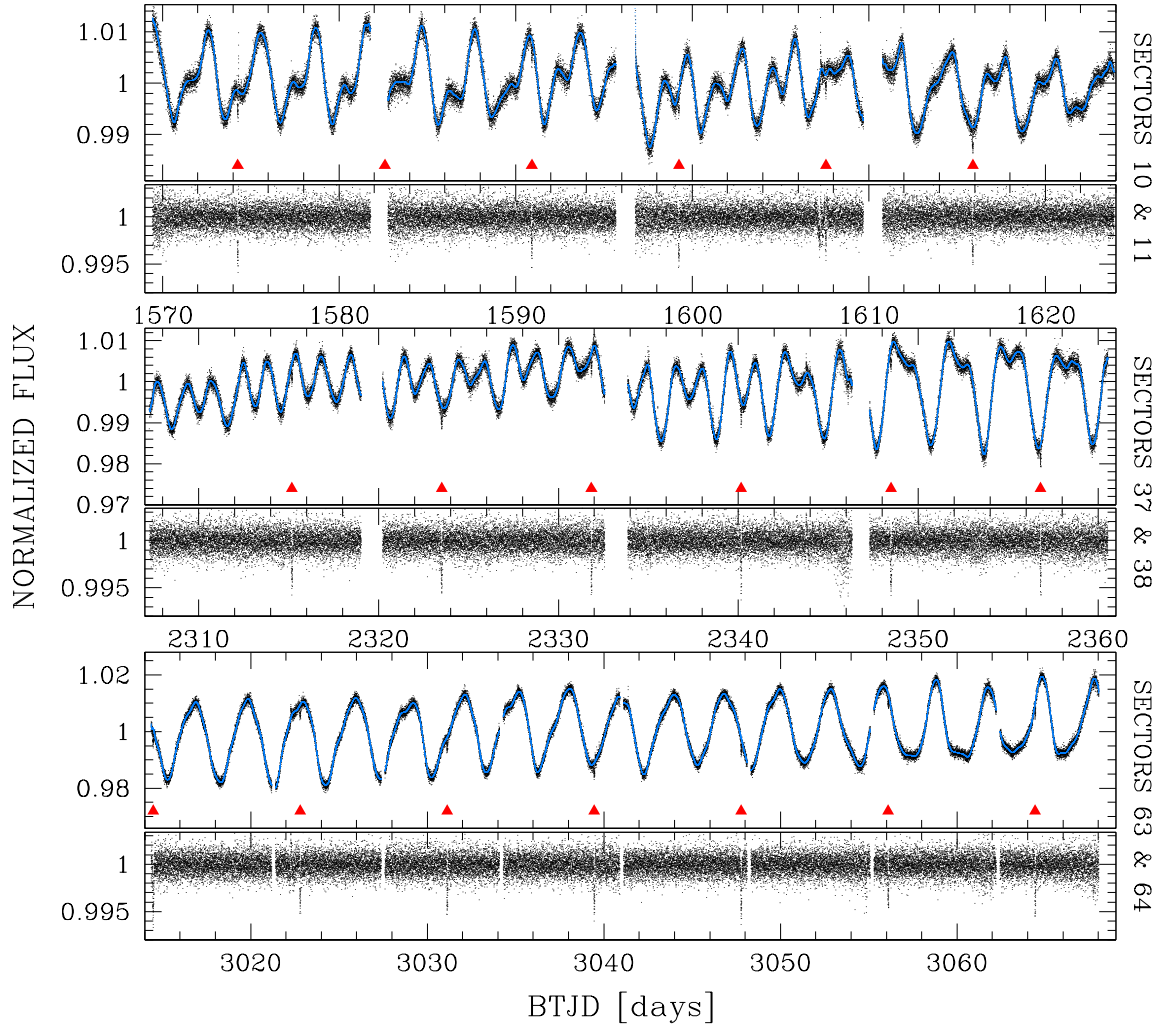 1.01
1
0.99
SECTORS 10 & 11
1
0.995
1570 1580 1590 1600 1610 1620
1.01
1
0.99
0.98
0.97
SECTORS 37 & 38
1
0.995
2310 2320 2330 2340 2350 2360
NORMALIZED FLUX
1.02
1
0.98
SECTORS 63 & 64
1
0.995
3020 3030 3040 3050 3060
BTJD [days]